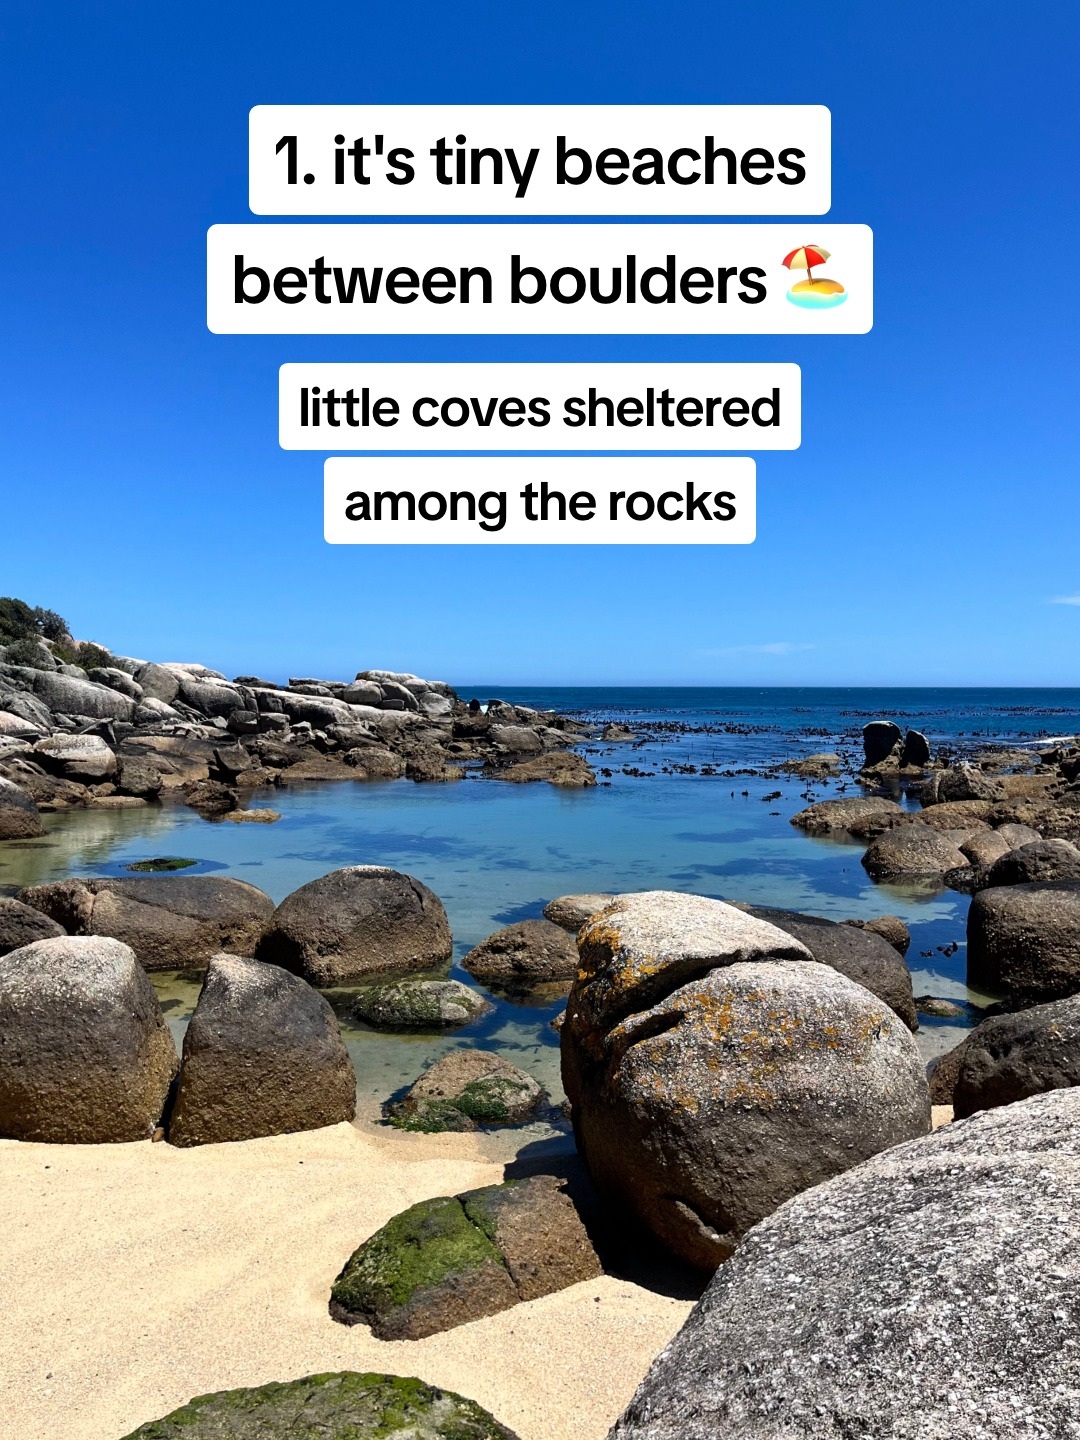 1. it's tiny beaches
between boulders🏖️
little coves sheltered
among the rocks